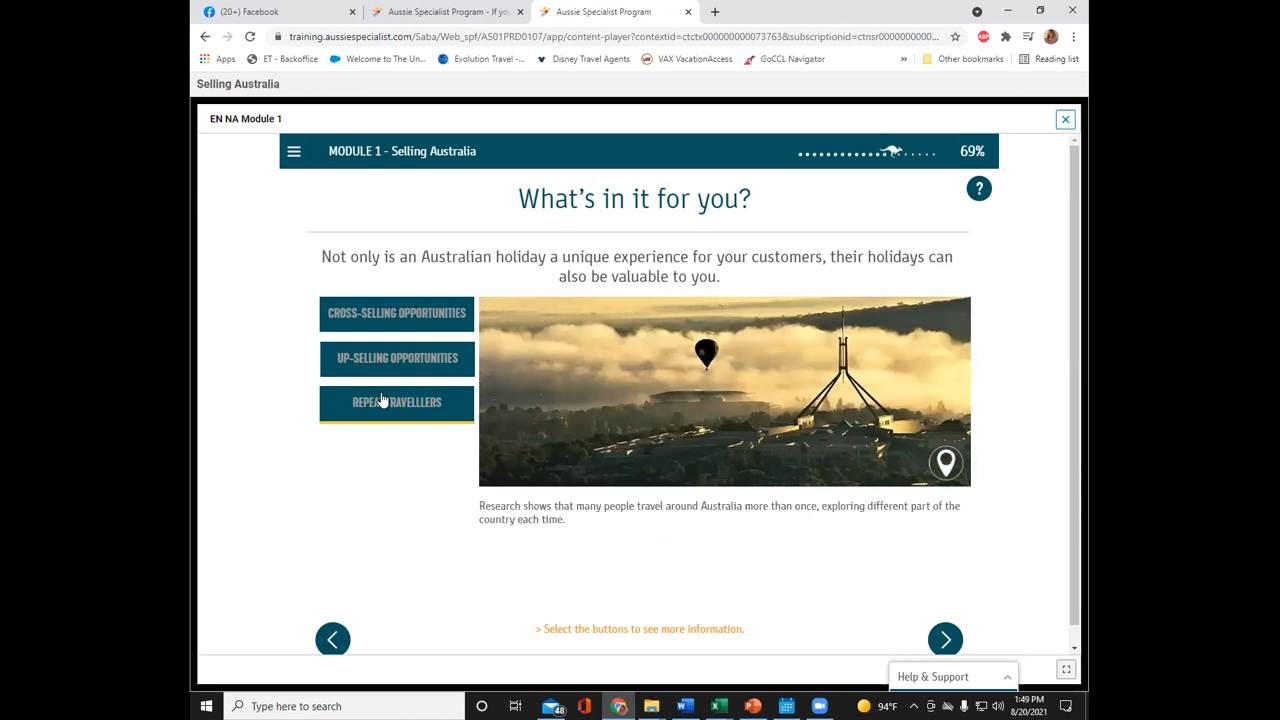 (20+) Facebook
Aussie Specialist Program - If yo
Aussie Specialist Program
training.aussiespecialist.com/Saba/Web_spf/A501PRD0107/app/content-player?contextid=ctctx000000000073763&subscriptionid=ctnsr0000000000...
ABP
Apps
ET - Backoffice
Welcome to The Un...
Evolution Travel -...
Disney Travel Agents
VAX VacationAccess
GoCCL Navigator
»
Other bookmarks
Reading list
Selling Australia
EN NA Module 1
MODULE 1 - Selling Australia
69%
What's in it for you?
?
Not only is an Australian holiday a unique experience for your customers, their holidays can
also be valuable to you.
CROSS-SELLING OPPORTUNITIES
UP-SELLING OPPORTUNITIES
Research shows that many people travel around Australia more than once, exploring different part of the
country each time.
> Select the buttons to see more information.
Help & Support
Type here to search
48
94°F
1:49 PM
8/20/2021